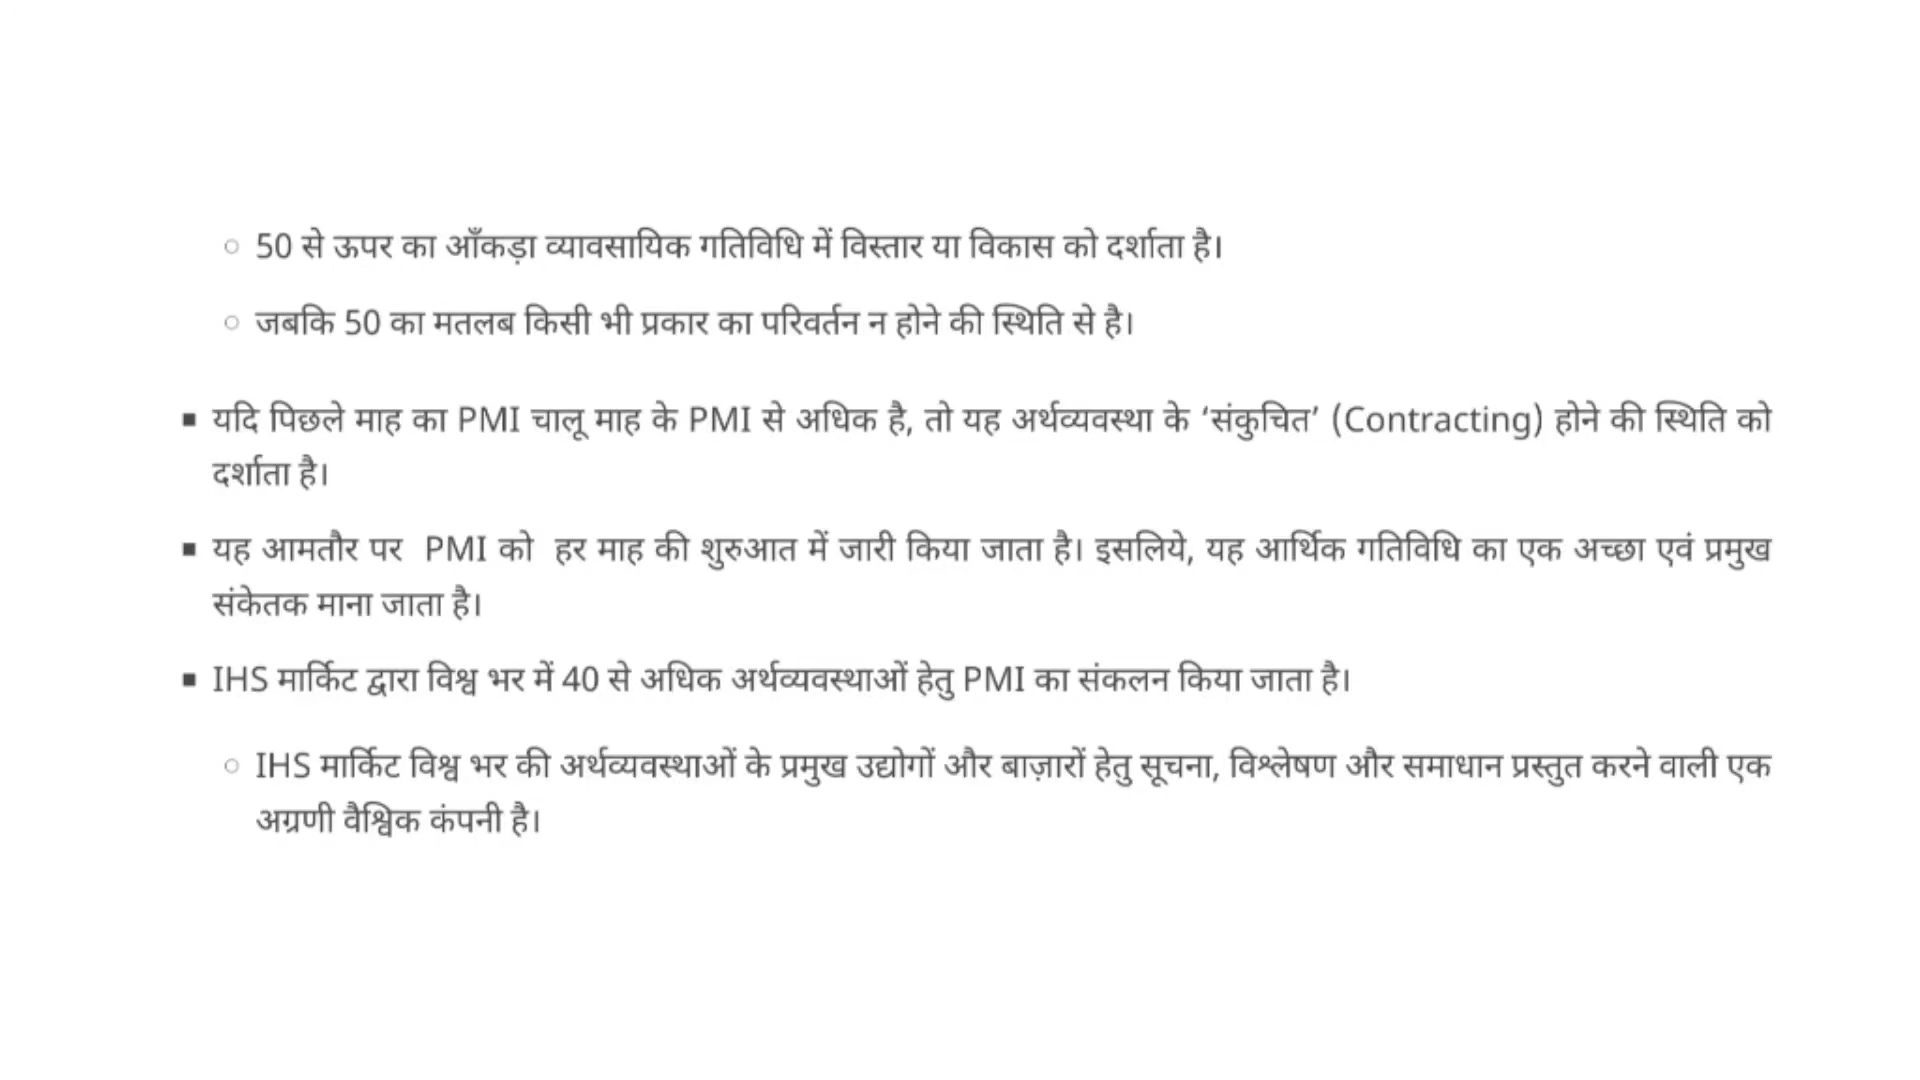 50 से ऊपर का आँकड़ा व्यावसायिक गतिविधि में विस्तार या विकास को दर्शाता है।
जबकि 50 का मतलब किसी भी प्रकार का परिवर्तन न होने की स्थिति से है।
यदि पिछले माह का PMI चालू माह के PMI से अधिक है, तो यह अर्थव्यवस्था के ‘संकुचित’ (Contracting) होने की स्थिति को
दर्शाता है।
यह आमतौर पर PMI को हर माह की शुरुआत में जारी किया जाता है। इसलिये, यह आर्थिक गतिविधि का एक अच्छा एवं प्रमुख
संकेतक माना जाता है।
IHS मार्किट द्वारा विश्व भर में 40 से अधिक अर्थव्यवस्थाओं हेतु PMI का संकलन किया जाता है।
IHS मार्किट विश्व भर की अर्थव्यवस्थाओं के प्रमुख उद्योगों और बाज़ारों हेतु सूचना, विश्लेषण और समाधान प्रस्तुत करने वाली एक
अग्रणी वैश्विक कंपनी है।